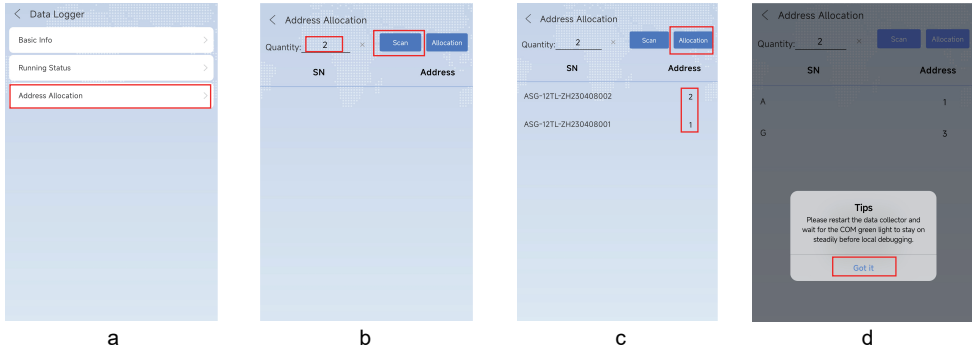 Data Logger
Basic Info
Running Status
Address Allocation
a
Address Allocation
Quantity: 2 × Scan Allocation
SN Address
b
Address Allocation
Quantity: 2 × Scan Allocation
SN Address
ASG-12TL-ZH230408002 2
ASG-12TL-ZH230408001 1
c
Address Allocation
Quantity: 2 × Scan Allocation
SN Address
A 1
G 3
Tips
Please restart the data collector and
wait for the COM green light to stay on
steadily before local debugging.
Got it
d